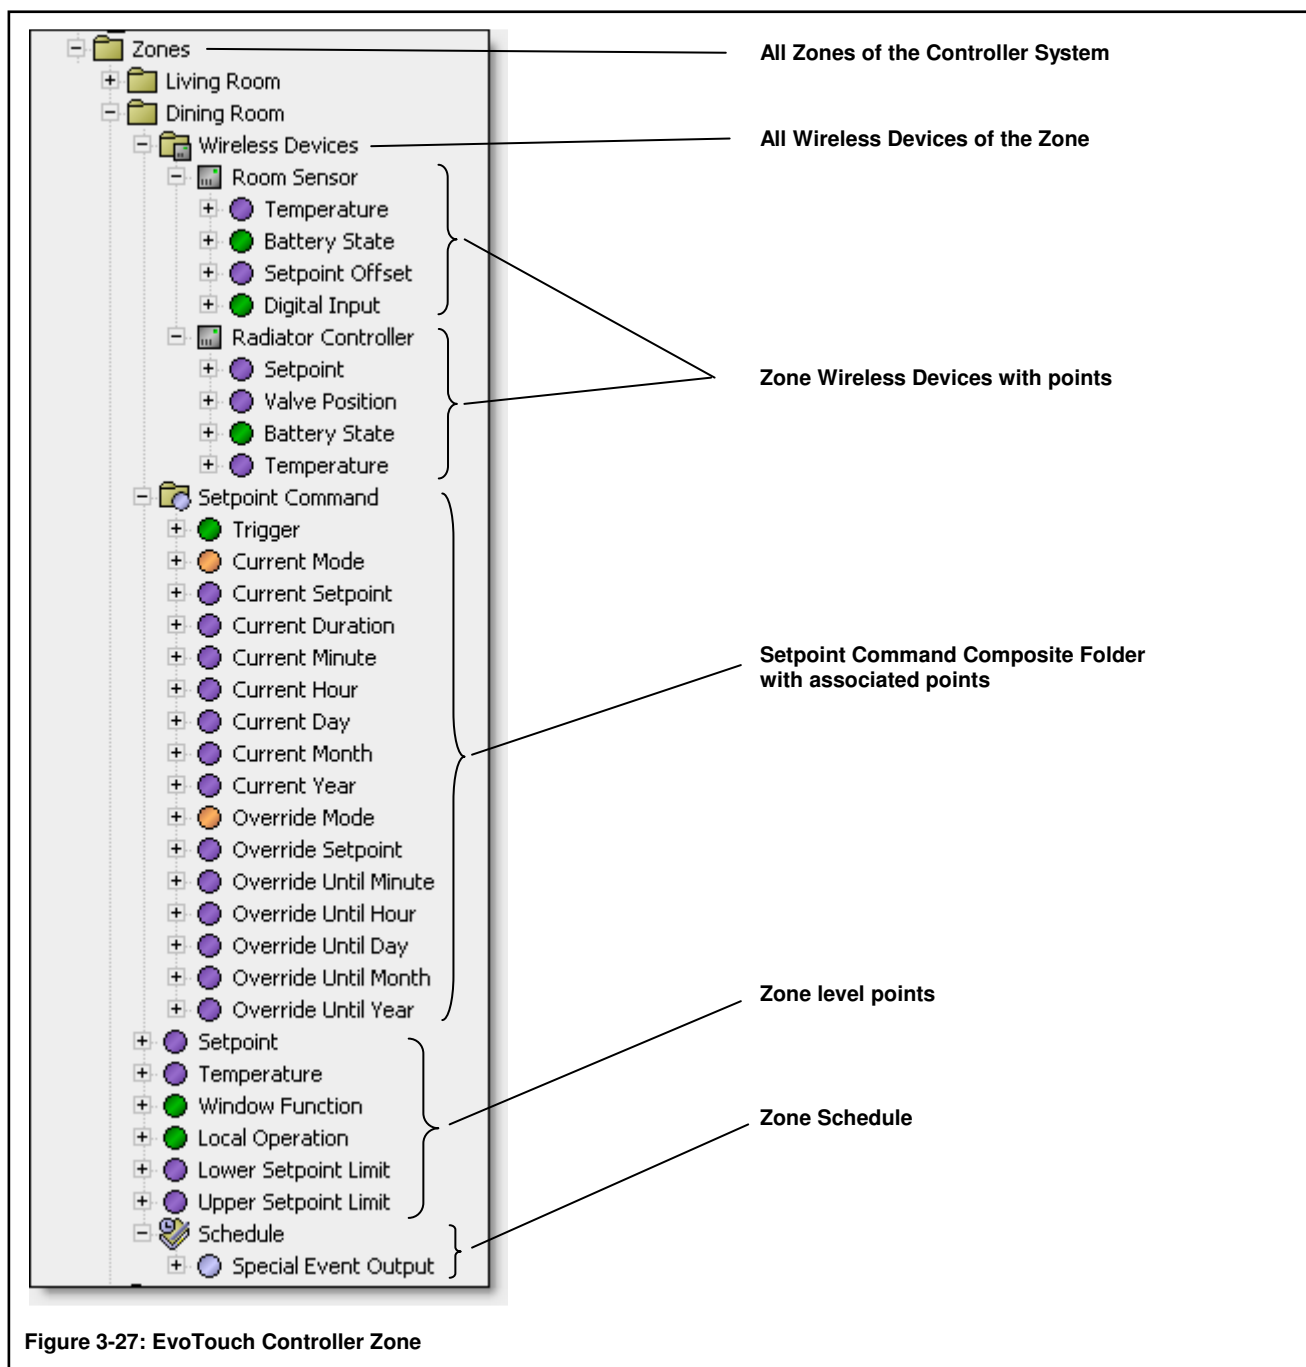 Zones
All Zones of the Controller System
Living Room
Dining Room
Wireless Devices
All Wireless Devices of the Zone
Room Sensor
Temperature
Battery State
Setpoint Offset
Digital Input
Radiator Controller
Setpoint
Zone Wireless Devices with points
Valve Position
Battery State
Temperature
Setpoint Command
Trigger
Current Mode
Current Setpoint
Current Duration
Current Minute
Setpoint Command Composite Folder
with associated points
Current Hour
Current Day
Current Month
Current Year
Override Mode
Override Setpoint
Override Until Minute
Override Until Hour
Override Until Day
Override Until Month
Zone level points
Override Until Year
Setpoint
Temperature
Window Function
Zone Schedule
Local Operation
Lower Setpoint Limit
Upper Setpoint Limit
Schedule
Special Event Output
Figure 3-27: EvoTouch Controller Zone